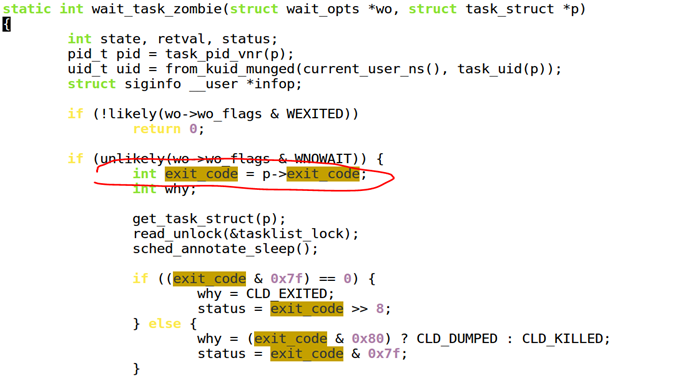 static int wait_task_zombie(struct wait_opts *wo, struct task_struct *p)
{
        int state, retval, status;
        pid_t pid = task_pid_vnr(p);
        uid_t uid = from_kuid_munged(current_user_ns(), task_uid(p));
        struct siginfo __user *infop;

        if (!likely(wo->wo_flags & WEXITED))
                return 0;

        if (unlikely(wo->wo_flags & WNOWAIT)) {
                int exit_code = p->exit_code;
                int why;

                get_task_struct(p);
                read_unlock(&tasklist_lock);
                sched_annotate_sleep();

                if ((exit_code & 0x7f) == 0) {
                        why = CLD_EXITED;
                        status = exit_code >> 8;
                } else {
                        why = (exit_code & 0x80) ? CLD_DUMPED : CLD_KILLED;
                        status = exit_code & 0x7f;
                }